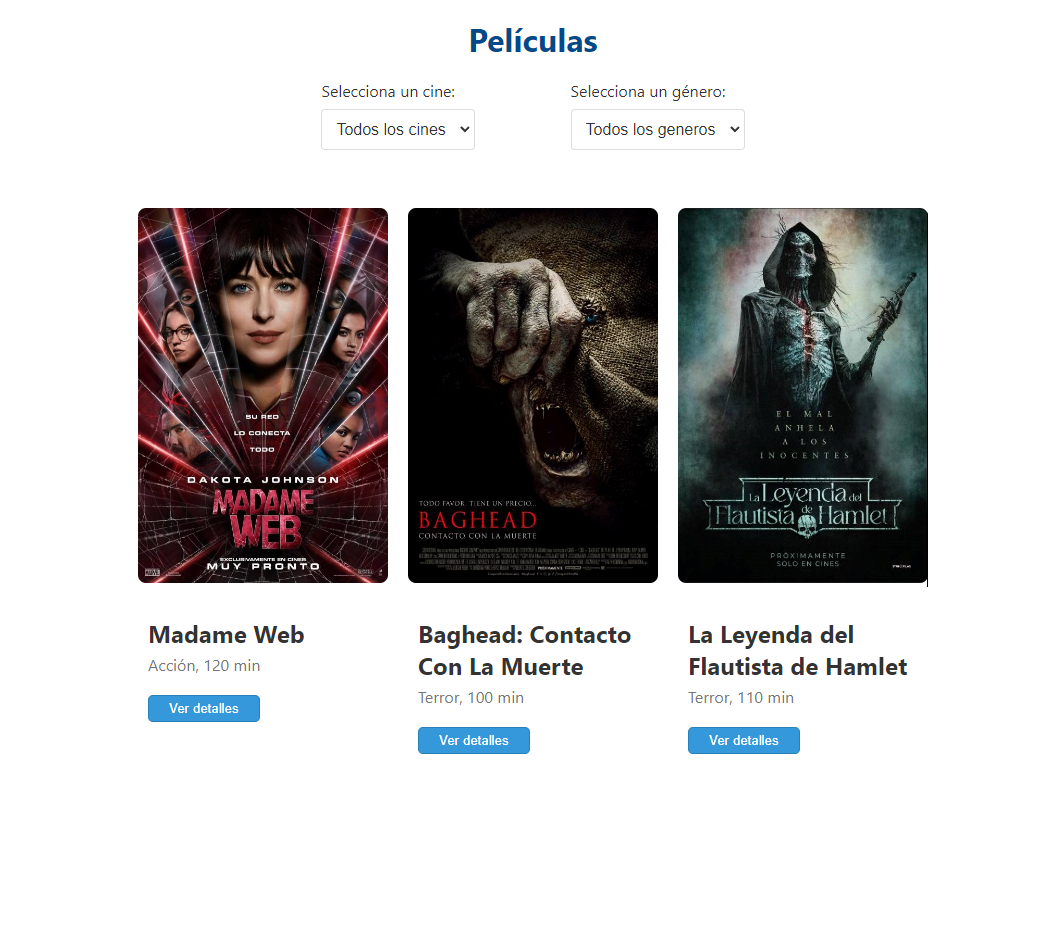 Películas
Selecciona un cine:
Selecciona un género:
Todos los cines
Todos los generos
SU RED
LO CONECTA
TODO
DAKOTA JOHNSON
MADAME
WEB
EXCLUSIVAMENTE EN CINES
MUY PRONTO
TODO FAVOR TIENE UN PRECIO...
BAGHEAD
CONTACTO CON LA MUERTE
EL MAL
ANHELA
A LOS
INOCENTES
La Leyenda del
Flautista de Hamlet
PRÓXIMAMENTE
SOLO EN CINES
Madame Web
Acción, 120 min
Ver detalles
Baghead: Contacto
Con La Muerte
Terror, 100 min
Ver detalles
La Leyenda del
Flautista de Hamlet
Terror, 110 min
Ver detalles